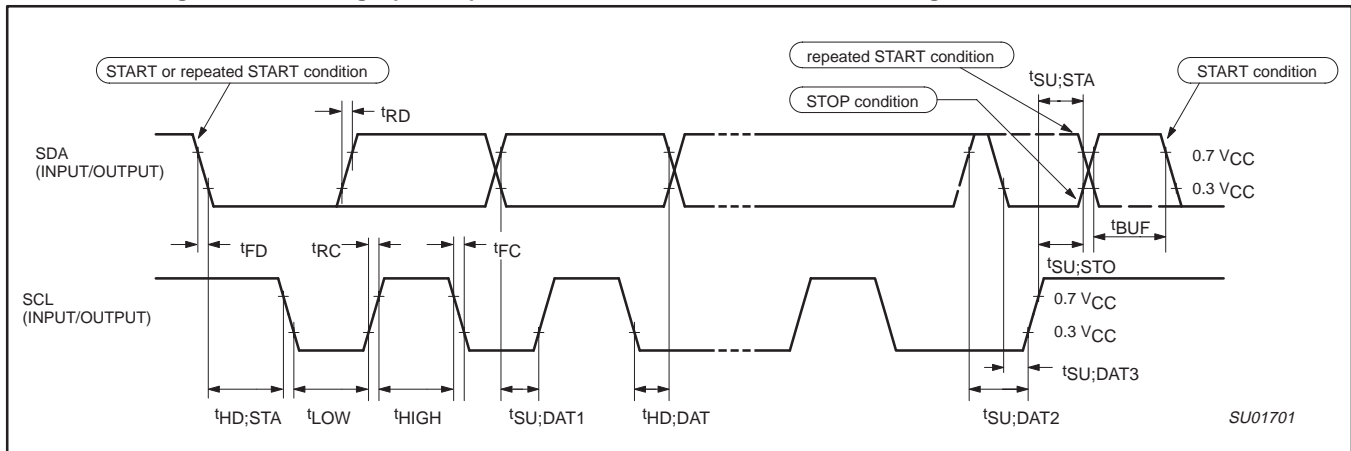 repeated START condition
START or repeated START condition
tSU;STA
START condition
STOP condition
tRD
SDA
(INPUT/OUTPUT)
0.7 VCC
0.3 VCC
tBUF
tFD
tRC
tFC
tSU;STO
SCL
(INPUT/OUTPUT)
0.7 VCC
0.3 VCC
tSU;DAT3
tHD;STA
tLOW
tHIGH
tSU;DAT1
tHD;DAT
tSU;DAT2
SU01701